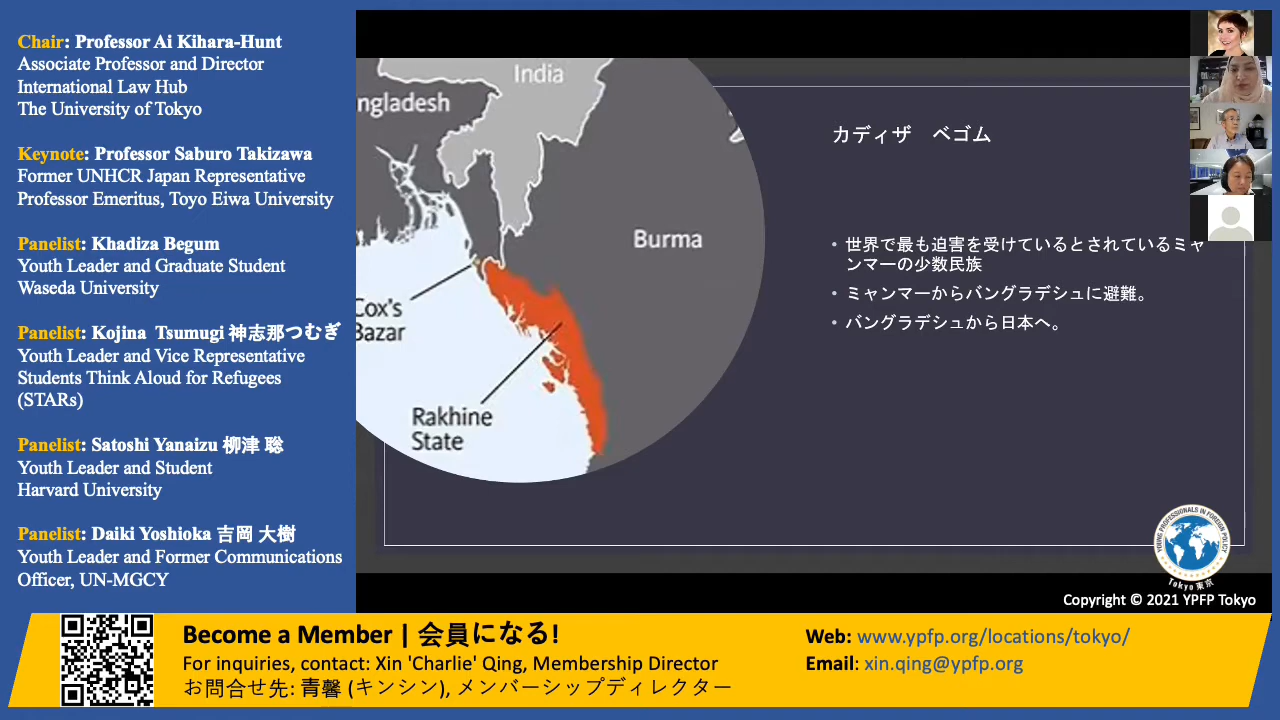 Chair: Professor Ai Kihara-Hunt
Associate Professor and Director
International Law Hub
The University of Tokyo
Keynote: Professor Saburo Takizawa
Former UNHCR Japan Representative
Professor Emeritus, Toyo Eiwa University
Panelist: Khadiza Begum
Youth Leader and Graduate Student
Waseda University
Panelist: Kojina Tsumugi 神志那つむぎ
Youth Leader and Vice Representative
Students Think Aloud for Refugees
(STARs)
Panelist: Satoshi Yanaizu 柳津 聡
Youth Leader and Student
Harvard University
Panelist: Daiki Yoshioka 吉岡 大樹
Youth Leader and Former Communications
Officer, UN-MGCY
India
ngladesh
Burma
Cox's
Bazar
Rakhine
State
カディザ　ベゴム
• 世界で最も迫害を受けているとされているミャ
ンマーの少数民族
• ミャンマーからバングラデシュに避難。
• バングラデシュから日本へ。
YOUNG PROFESSIONALS IN FOREIGN POLICY
Tokyo 東京
Copyright © 2021 YPFP Tokyo
Become a Member | 会員になる!
For inquiries, contact: Xin 'Charlie' Qing, Membership Director
お問合せ先: 青馨 (キンシン), メンバーシップディレクター
Web: www.ypfp.org/locations/tokyo/
Email: xin.qing@ypfp.org